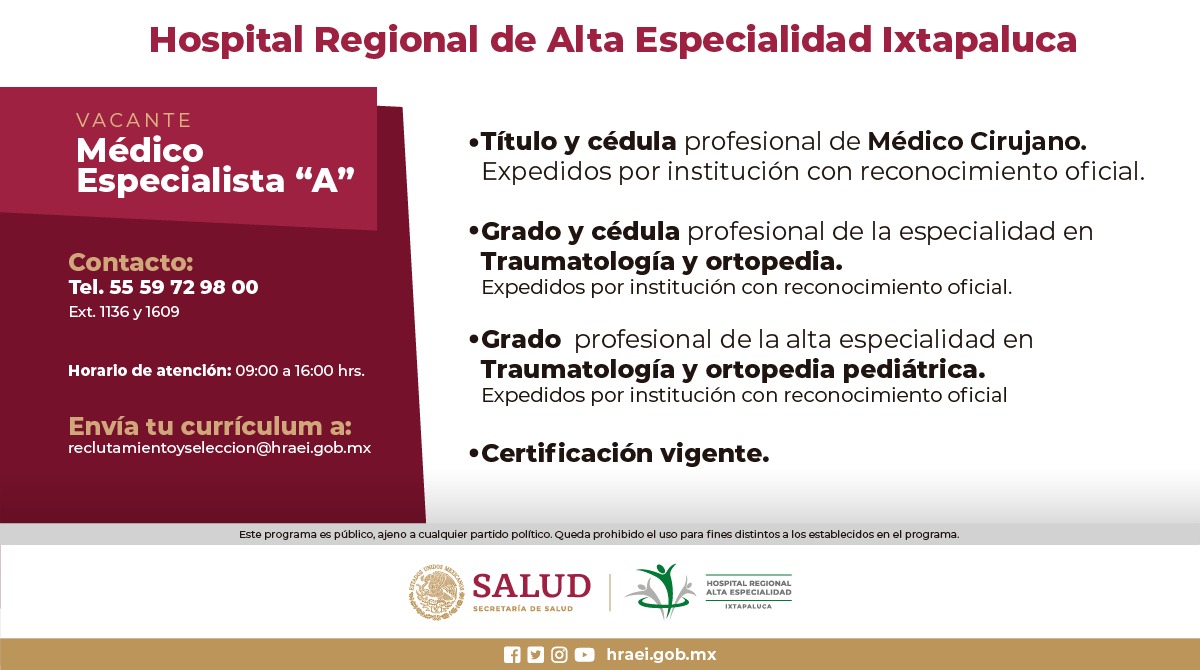 Hospital Regional de Alta Especialidad Ixtapaluca
VACANTE
Médico
Especialista “A”
Contacto:
Tel. 55 59 72 98 00
Ext. 1136 y 1609
Horario de atención: 09:00 a 16:00 hrs.
Envía tu currículum a:
reclutamientoyseleccion@hraei.gob.mx
•Título y cédula profesional de Médico Cirujano.
Expedidos por institución con reconocimiento oficial.
•Grado y cédula profesional de la especialidad en
Traumatología y ortopedia.
Expedidos por institución con reconocimiento oficial.
•Grado profesional de la alta especialidad en
Traumatología y ortopedia pediátrica.
Expedidos por institución con reconocimiento oficial
•Certificación vigente.
Este programa es público, ajeno a cualquier partido político. Queda prohibido el uso para fines distintos a los establecidos en el programa.
ESTADOS UNIDOS MEXICANOS
SALUD
SECRETARÍA DE SALUD
HOSPITAL REGIONAL
ALTA ESPECIALIDAD
IXTAPALUCA
hraei.gob.mx